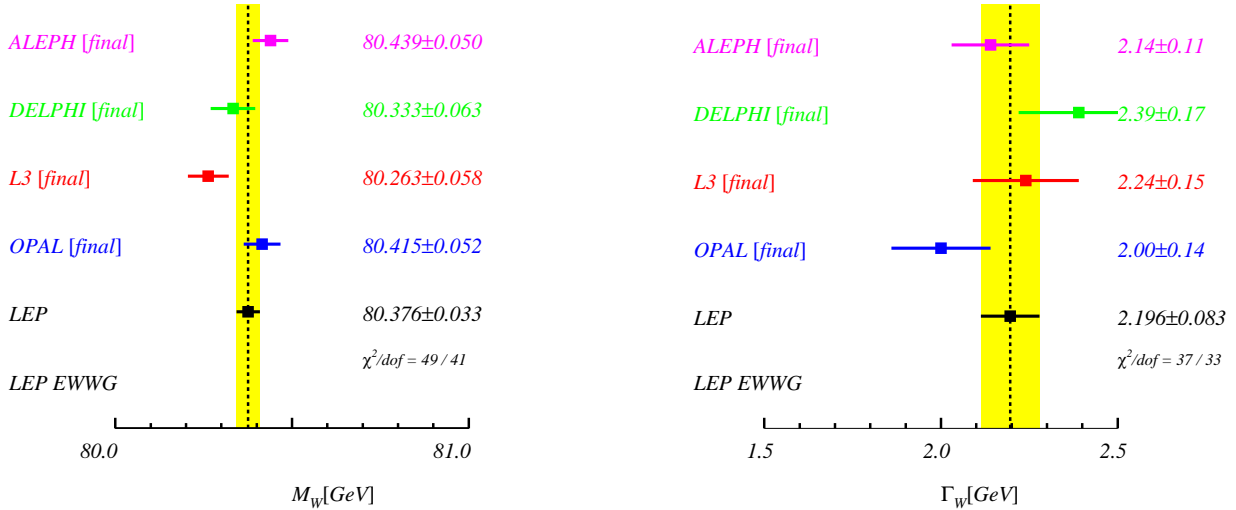 ALEPH [final] 80.439±0.050
DELPHI [final] 80.333±0.063
L3 [final] 80.263±0.058
OPAL [final] 80.415±0.052
LEP 80.376±0.033
χ²/dof = 49 / 41
LEP EWWG
80.0 81.0
M_W[GeV]
ALEPH [final] 2.14±0.11
DELPHI [final] 2.39±0.17
L3 [final] 2.24±0.15
OPAL [final] 2.00±0.14
LEP 2.196±0.083
χ²/dof = 37 / 33
LEP EWWG
1.5 2.0 2.5
Γ_W[GeV]